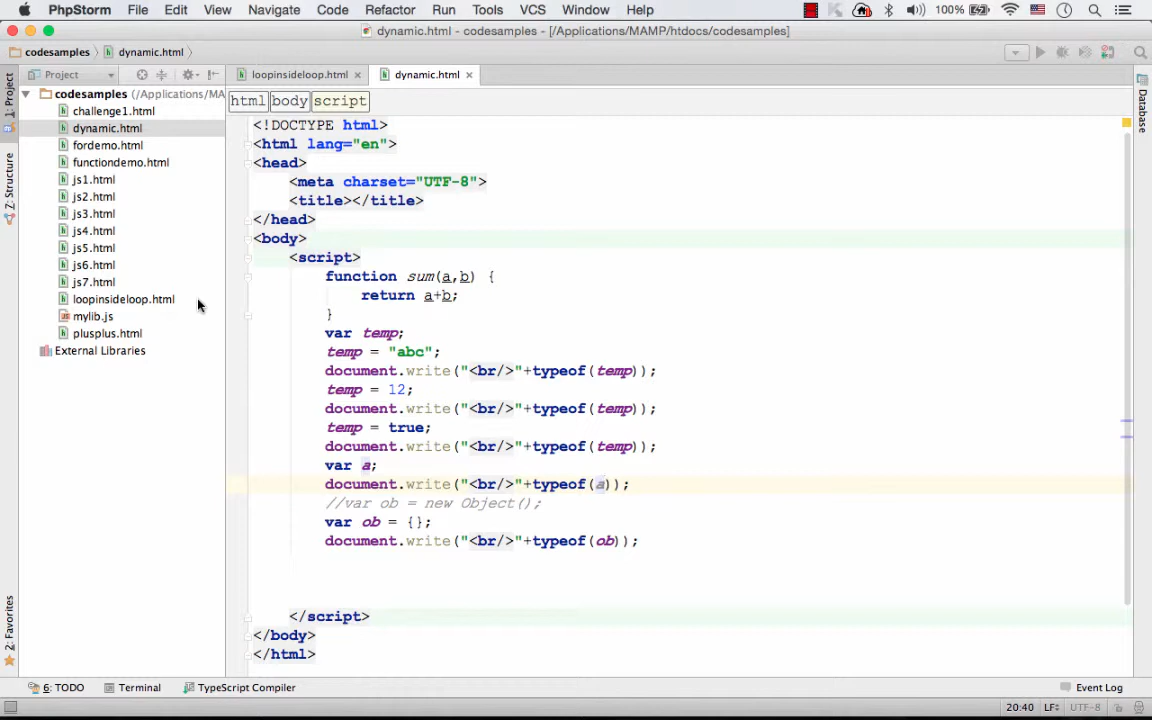 PhpStorm File Edit View Navigate Code Refactor Run Tools VCS Window Help 100%
dynamic.html - codesamples - [/Applications/MAMP/htdocs/codesamples]
codesamples dynamic.html
Project loopinsideloop.html dynamic.html
1: Project
Z: Structure
2: Favorites
Database
codesamples (/Applications/MA
challenge1.html
dynamic.html
fordemo.html
functiondemo.html
js1.html
js2.html
js3.html
js4.html
js5.html
js6.html
js7.html
loopinsideloop.html
mylib.js
plusplus.html
External Libraries
html body script
<!DOCTYPE html>
<html lang="en">
<head>
<meta charset="UTF-8">
<title></title>
</head>
<body>
<script>
function sum(a,b) {
return a+b;
}
var temp;
temp = "abc";
document.write("<br/>"+typeof(temp));
temp = 12;
document.write("<br/>"+typeof(temp));
temp = true;
document.write("<br/>"+typeof(temp));
var a;
document.write("<br/>"+typeof(a));
//var ob = new Object();
var ob = {};
document.write("<br/>"+typeof(ob));
</script>
</body>
</html>
6: TODO Terminal TypeScript Compiler Event Log
20:40 LF÷ UTF-8